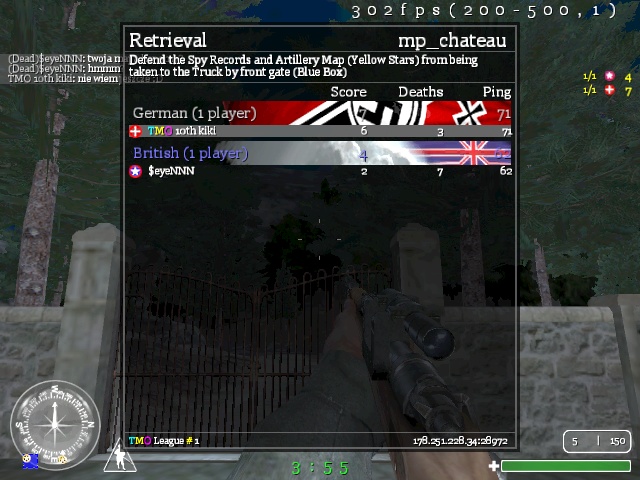 302fps(200-500,1)
Retrieval mp_chateau
(Dead)$eyeNNN: twoja m
(Dead)$eyeNNN: hmmm
TMO 10th kiki: nie wiem
Defend the Spy Records and Artillery Map (Yellow Stars) from being
taken to the Truck by front gate (Blue Box)
1/1 4
1/1 7
Score Deaths Ping
German (1 player) 7 71
TMO 10th kiki 6 3 71
British (1 player) 4 62
$eyeNNN 2 7 62
N
S
TMO League # 1 178.251.228.34:28972
5 | 150
3:55